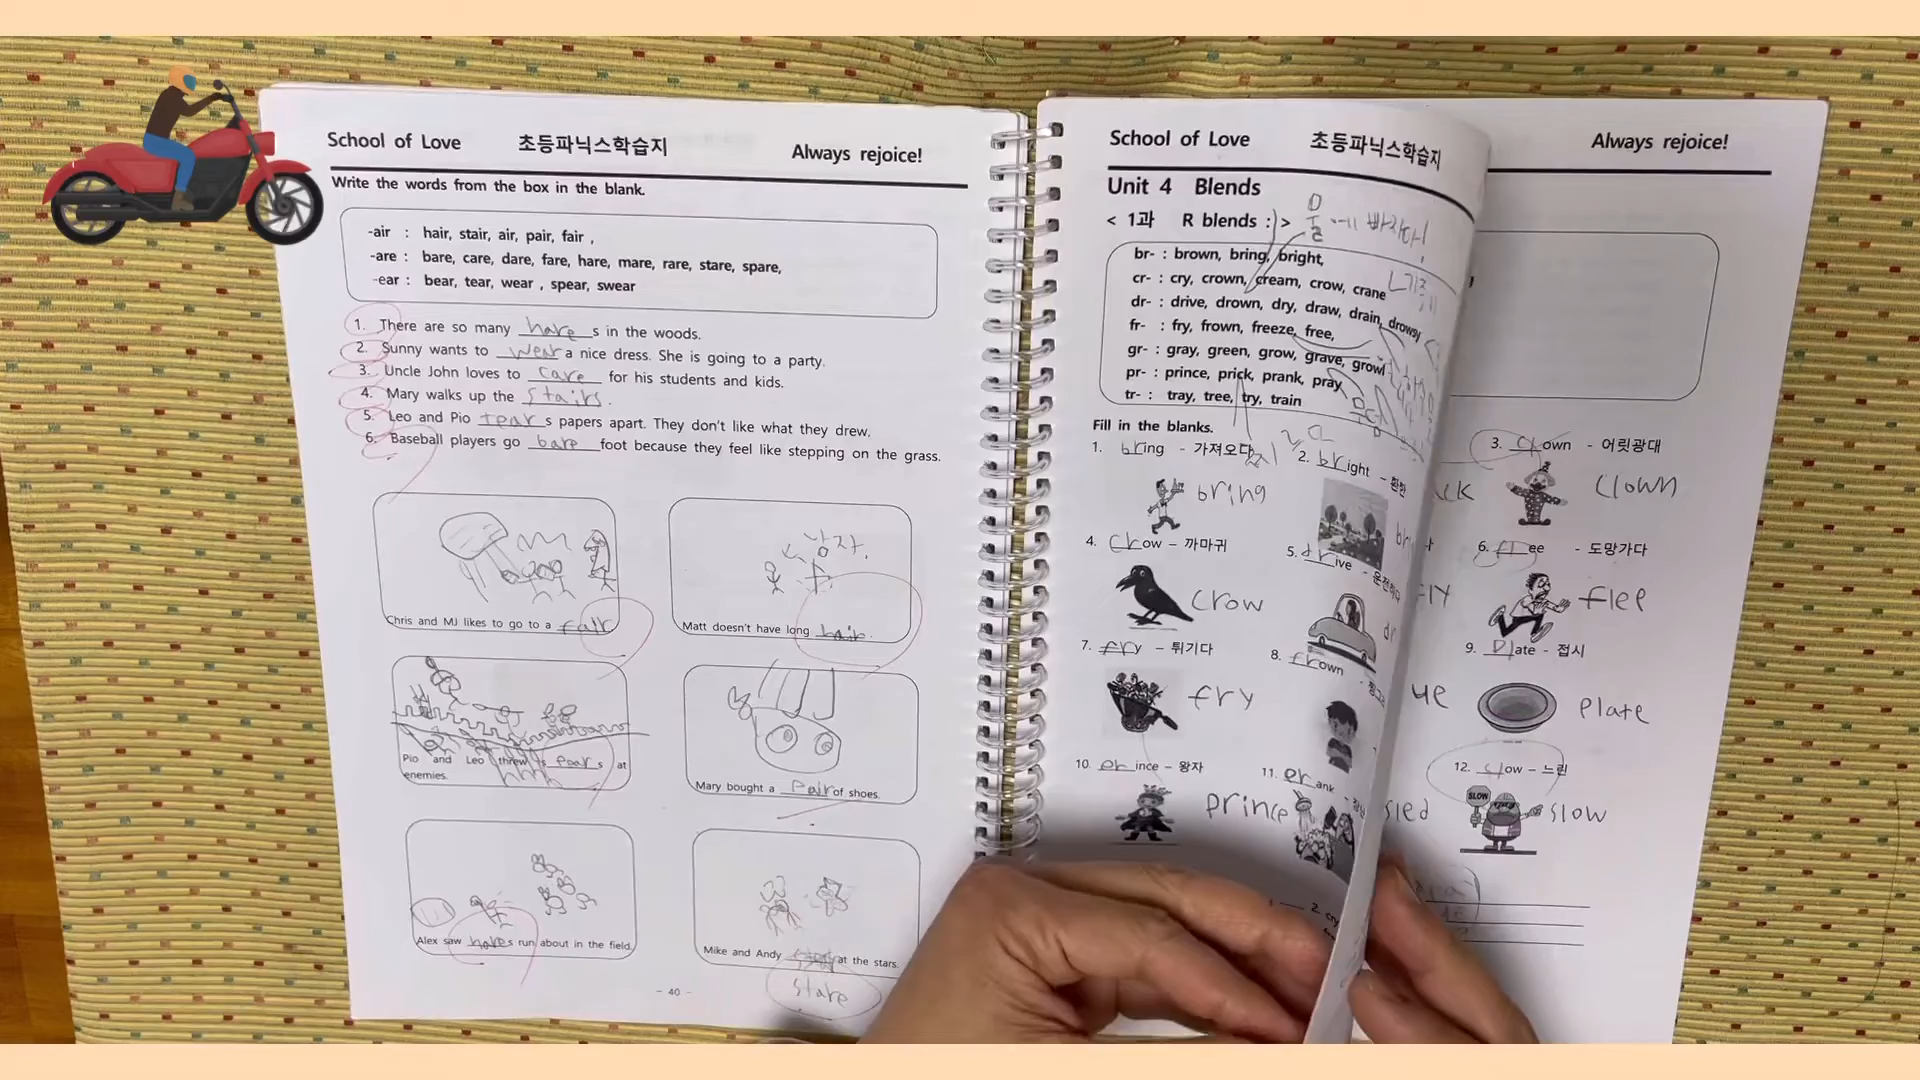 School of Love 초등파닉스학습지 Always rejoice!
Write the words from the box in the blank.
-air : hair, stair, air, pair, fair ,
-are : bare, care, dare, fare, hare, mare, rare, stare, spare,
-ear : bear, tear, wear , spear, swear
1. There are so many hare s in the woods.
2. Sunny wants to wear a nice dress. She is going to a party.
3. Uncle John loves to care for his students and kids.
4. Mary walks up the stairs .
5. Leo and Pio tear s papers apart. They don't like what they drew.
6. Baseball players go bare foot because they feel like stepping on the grass.
남자.
Chris and MJ likes to go to a fair
Matt doesn't have long hair.
Pio and Leo threw s pear s at enemies.
Mary bought a pair of shoes.
Alex saw hares run about in the field.
Mike and Andy at the stars.
stare
- 40 -
School of Love 초등파닉스학습지
Unit 4 Blends
< 1과 R blends : >
br- : brown, bring, bright,
cr- : cry, crown, cream, crow, crane
dr- : drive, drown, dry, draw, drain, drowsy
fr- : fry, frown, freeze, free,
gr- : gray, green, grow, grave, growl
pr- : prince, prick, prank, pray
tr- : tray, tree, try, train
Fill in the blanks.
1. bring - 가져오다
bring
2. bright - 환한
4. crow - 까마귀
crow
5. drive - 운전하다
7. fry - 튀기다
fry
8. frown
10. prince - 왕자
prince
11. prank
Always rejoice!
3. clown - 어릿광대
clown
6. flee - 도망가다
flee
9. plate - 접시
plate
12. slow - 느린
SLOW
slow
sled